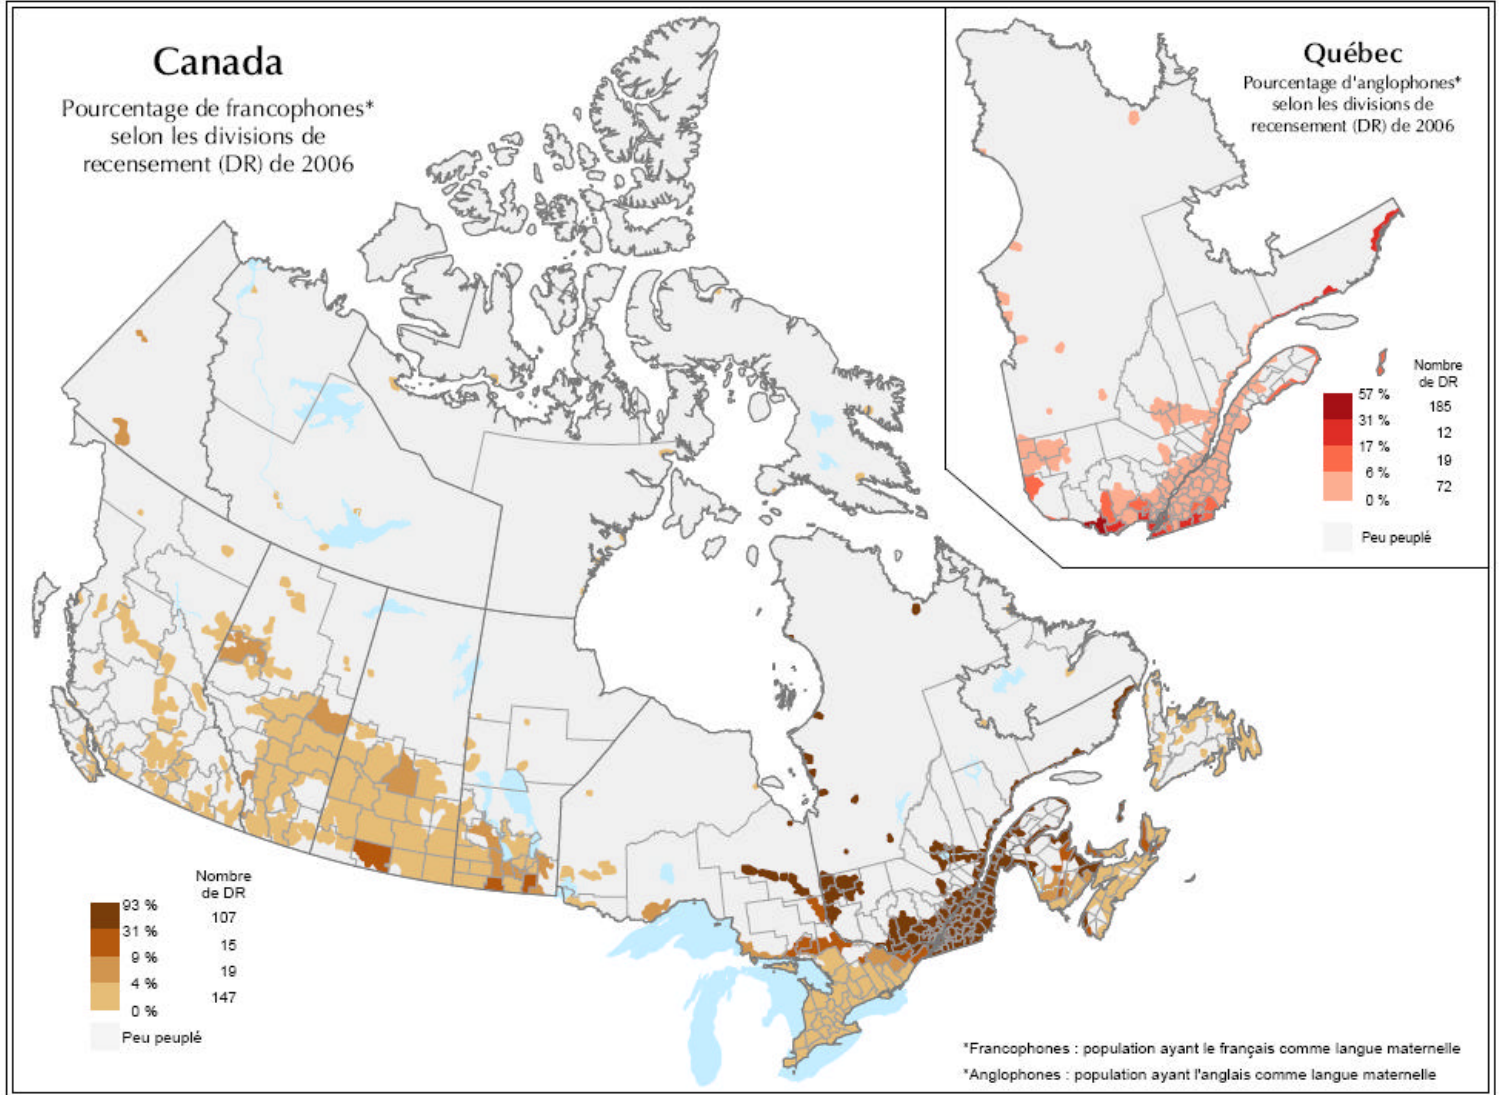 Canada
Pourcentage de francophones*
selon les divisions de
recensement (DR) de 2006
Québec
Pourcentage d'anglophones*
selon les divisions de
recensement (DR) de 2006
Nombre
de DR
57 %
185
31 %
12
17 %
19
6 %
72
0 %
Peu peuplé
Nombre
de DR
93 %
107
31 %
15
9 %
19
4 %
147
0 %
Peu peuplé
*Francophones : population ayant le français comme langue maternelle
*Anglophones : population ayant l'anglais comme langue maternelle